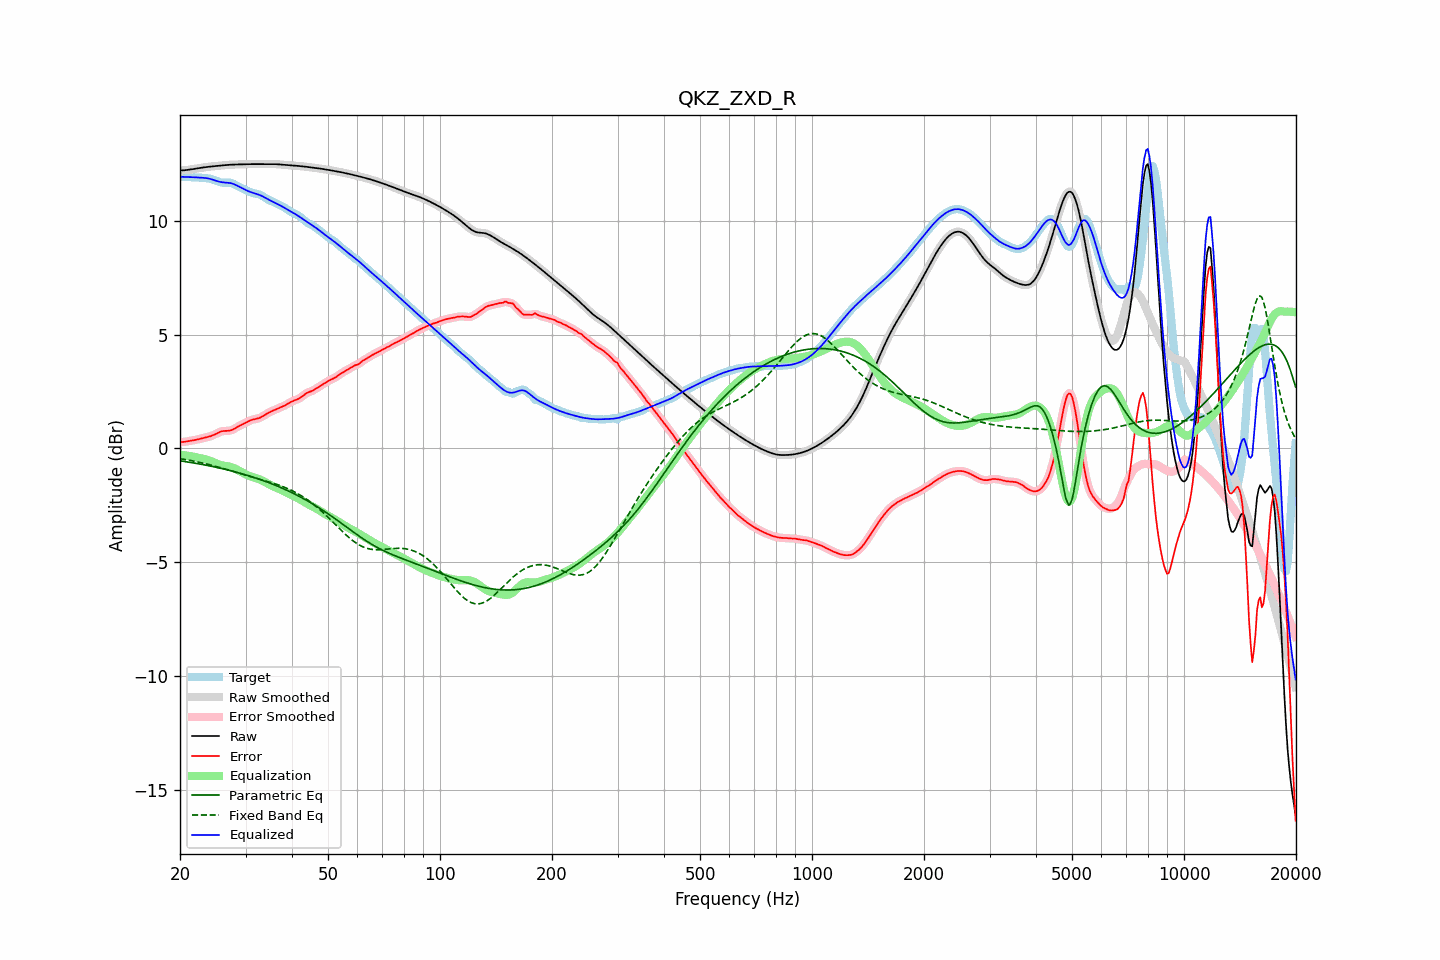 QKZ_ZXD_R
Amplitude (dBr)
10
5
0
−5
−10
−15
Target
Raw Smoothed
Error Smoothed
Raw
Error
Equalization
Parametric Eq
Fixed Band Eq
Equalized
20 50 100 200 500 1000 2000 5000 10000 20000
Frequency (Hz)